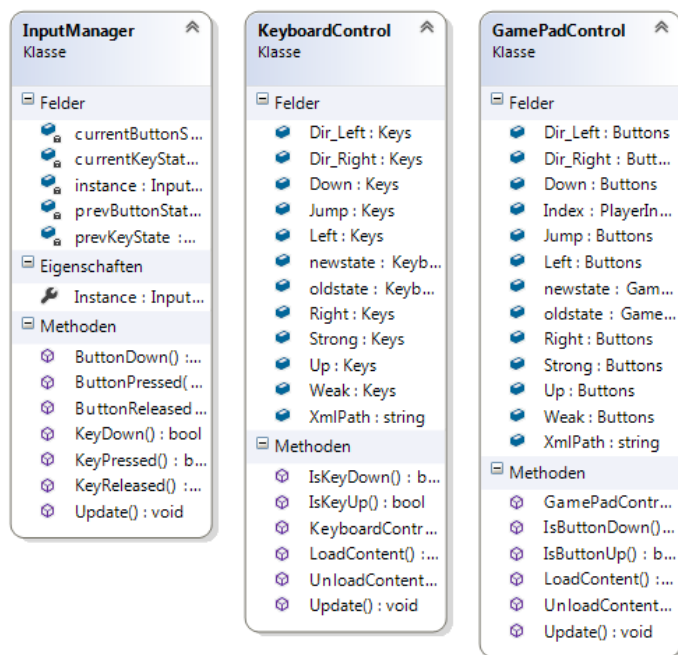 InputManager
Klasse
Felder
currentButtonS...
currentKeyStat...
instance : Input...
prevButtonStat...
prevKeyState :...
Eigenschaften
Instance : Input...
Methoden
ButtonDown() :...
ButtonPressed( ...
ButtonReleased...
KeyDown() : bool
KeyPressed() : b...
KeyReleased() :...
Update() : void
KeyboardControl
Klasse
Felder
Dir_Left : Keys
Dir_Right : Keys
Down : Keys
Jump : Keys
Left : Keys
newstate : Keyb...
oldstate : Keyb...
Right : Keys
Strong : Keys
Up : Keys
Weak : Keys
XmlPath : string
Methoden
IsKeyDown() : b...
IsKeyUp() : bool
KeyboardContr...
LoadContent() :...
UnloadContent...
Update() : void
GamePadControl
Klasse
Felder
Dir_Left : Buttons
Dir_Right : Butt...
Down : Buttons
Index : PlayerIn...
Jump : Buttons
Left : Buttons
newstate : Gam...
oldstate : Game...
Right : Buttons
Strong : Buttons
Up : Buttons
Weak : Buttons
XmlPath : string
Methoden
GamePadContr...
IsButtonDown()...
IsButtonUp() : b...
LoadContent() :...
UnloadContent...
Update() : void